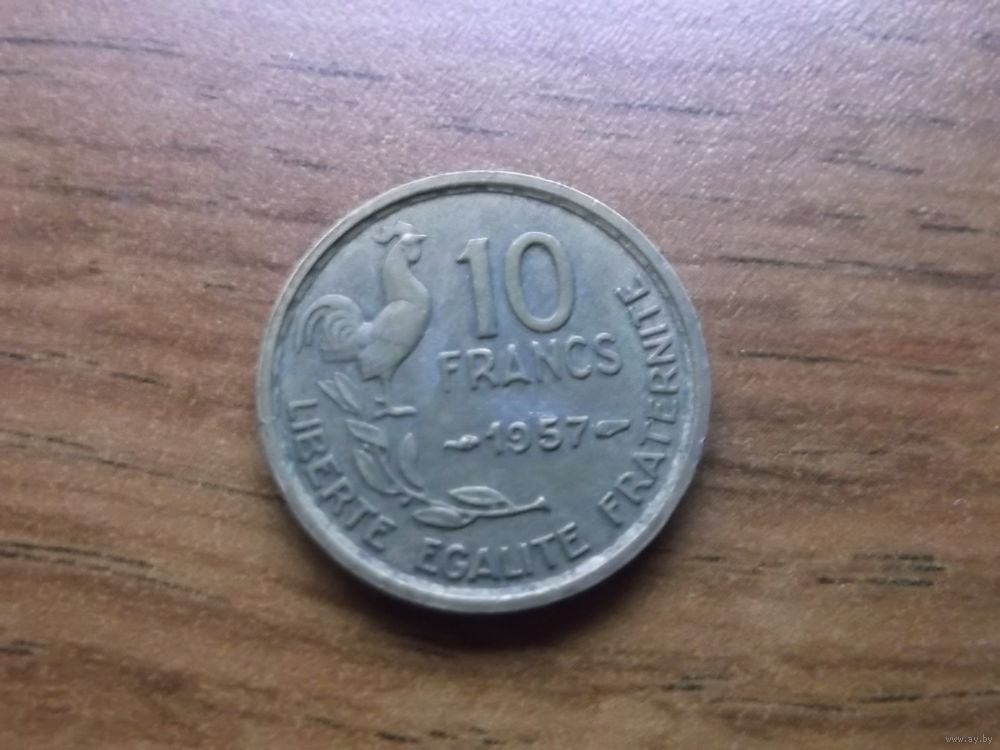 10
FRANCS
1957
LIBERTE EGALITE FRATERNITE
www.ay.by